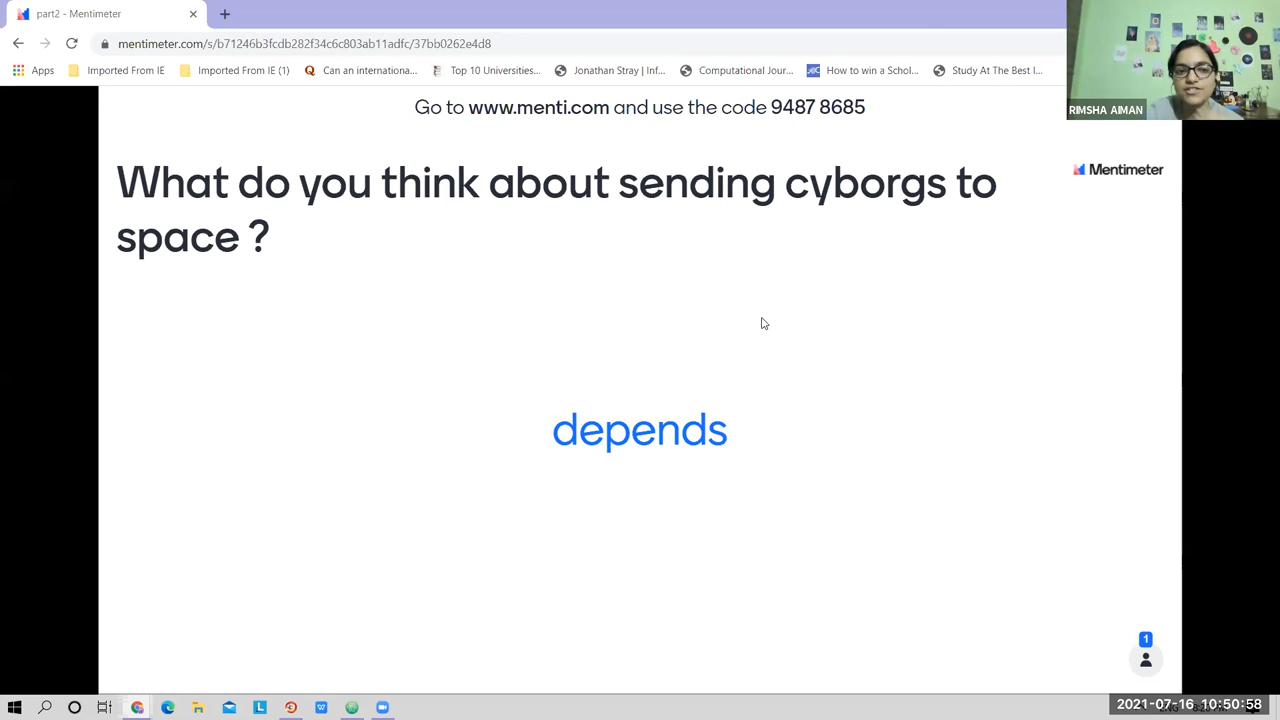 part2 - Mentimeter
mentimeter.com/s/b71246b3fcdb282f34c6c803ab11adfc/37bb0262e4d8
Apps Imported From IE Imported From IE (1) Can an internationa... Top 10 Universities... Jonathan Stray | Inf... Computational Jour... How to win a Schol... Study At The Best I...
RIMSHA AIMAN
Go to www.menti.com and use the code 9487 8685
Mentimeter
What do you think about sending cyborgs to
space ?
depends
1
2021-07-16 10:50:58